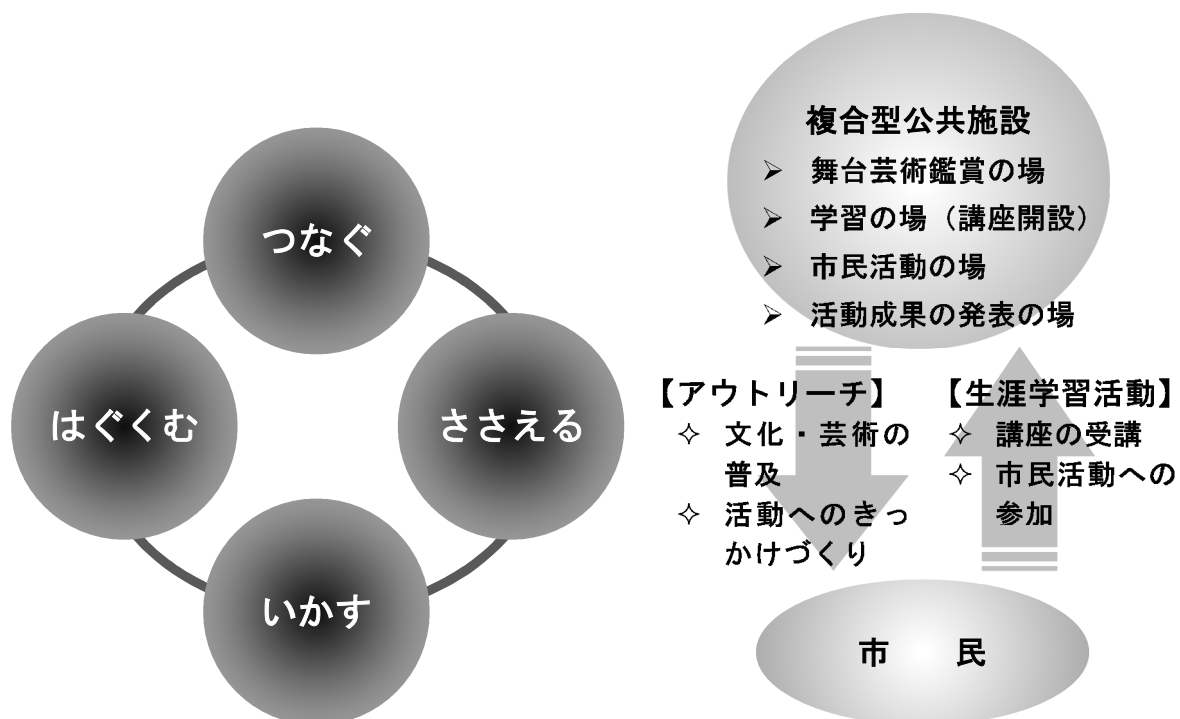 つなぐ
はぐくむ
ささえる
いかす
複合型公共施設
➢ 舞台芸術鑑賞の場
➢ 学習の場（講座開設）
➢ 市民活動の場
➢ 活動成果の発表の場
【アウトリーチ】
✧ 文化・芸術の
普及
✧ 活動へのきっ
かけづくり
【生涯学習活動】
✧ 講座の受講
✧ 市民活動への
参加
市　民